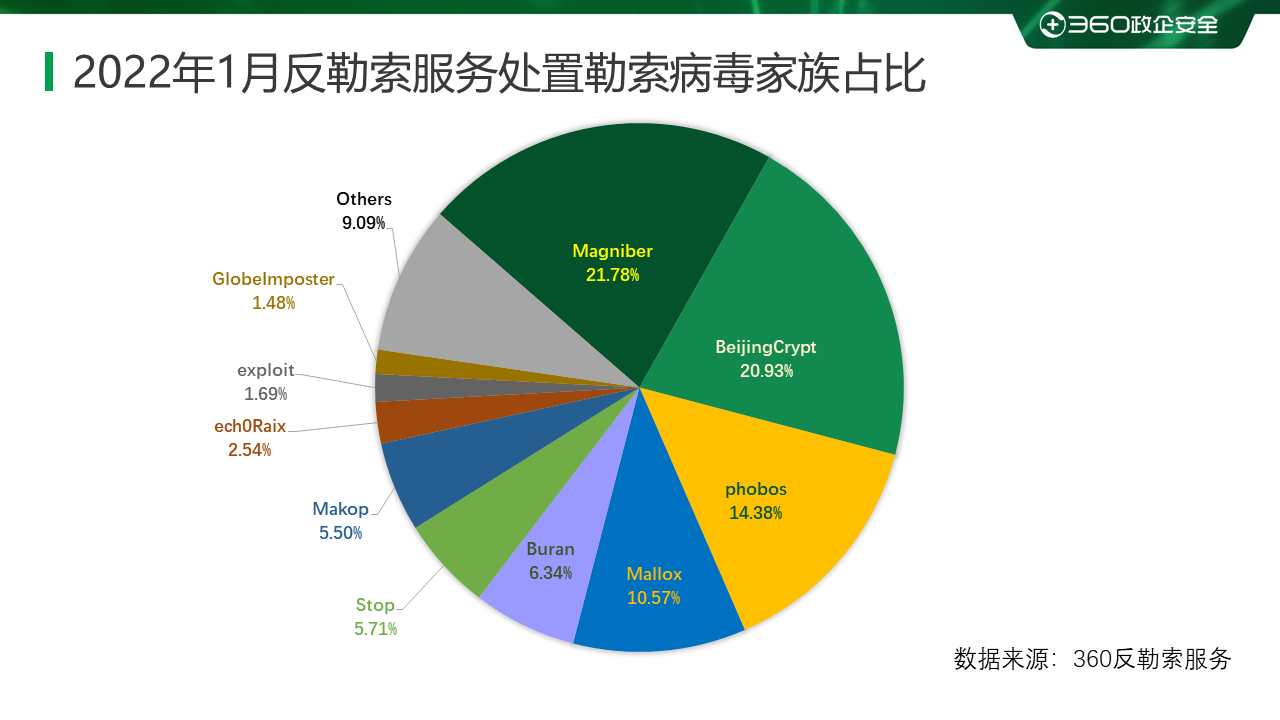 360政企安全
2022年1月反勒索服务处置勒索病毒家族占比
Others
9.09%
Magniber
21.78%
GlobeImposter
1.48%
BeijingCrypt
20.93%
exploit
1.69%
ech0Raix
2.54%
phobos
14.38%
Makop
5.50%
Buran
6.34%
Mallox
10.57%
Stop
5.71%
数据来源：360反勒索服务